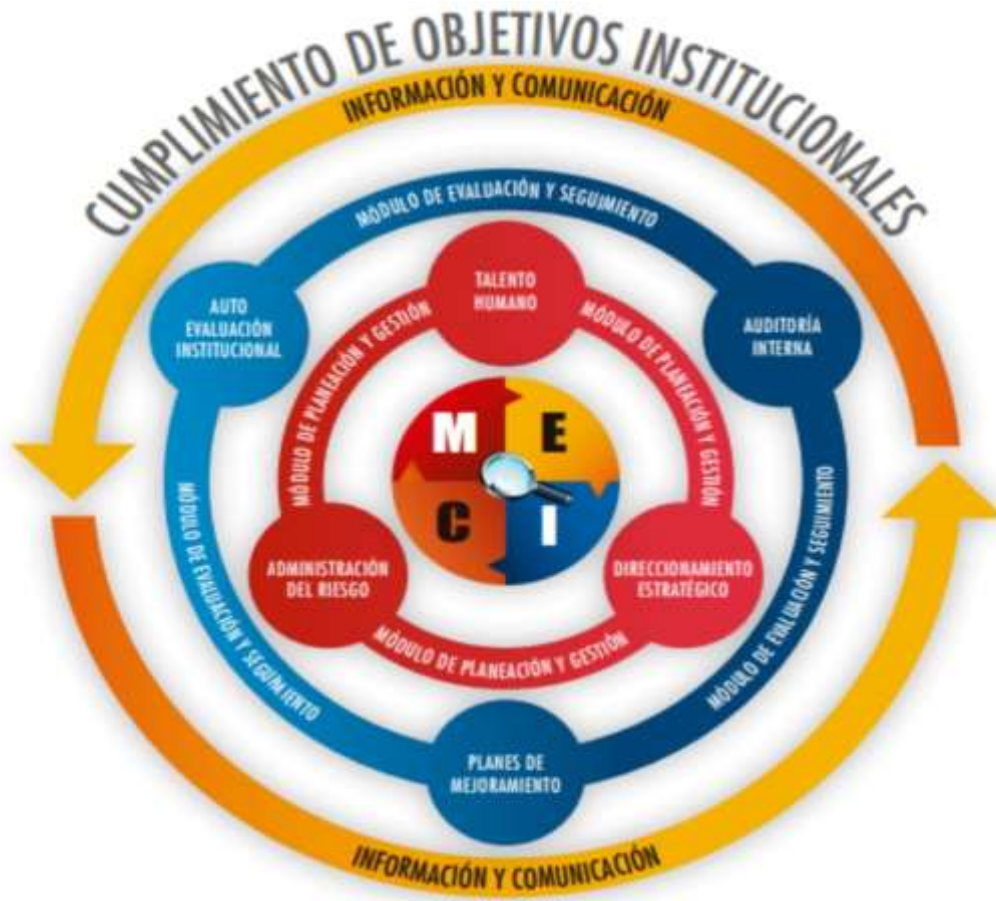 CUMPLIMIENTO DE OBJETIVOS INSTITUCIONALES
INFORMACIÓN Y COMUNICACIÓN
MÓDULO DE EVALUACIÓN Y SEGUIMIENTO
TALENTO
HUMANO
AUTO
EVALUACIÓN
INSTITUCIONAL
AUDITORÍA
INTERNA
MÓDULO DE PLANEACIÓN Y GESTIÓN
MÓDULO DE PLANEACIÓN Y GESTIÓN
M E
C I
ADMINISTRACIÓN
DEL RIESGO
DIRECCIONAMIENTO
ESTRATÉGICO
MÓDULO DE EVALUACIÓN Y SEGUIMIENTO
MÓDULO DE EVALUACIÓN Y SEGUIMIENTO
MÓDULO DE PLANEACIÓN Y GESTIÓN
PLANES DE
MEJORAMIENTO
INFORMACIÓN Y COMUNICACIÓN